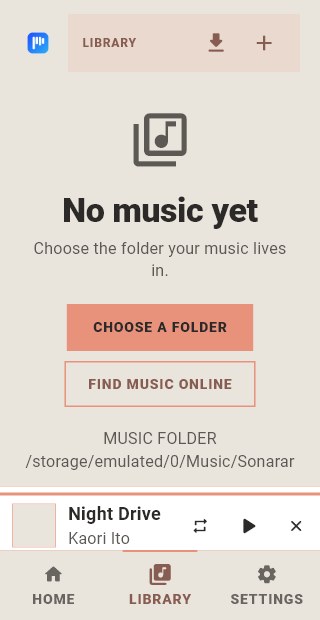 LIBRARY
No music yet
Choose the folder your music lives
in.
CHOOSE A FOLDER
FIND MUSIC ONLINE
MUSIC FOLDER
/storage/emulated/0/Music/Sonarar
Night Drive
Kaori Ito
HOME
LIBRARY
SETTINGS